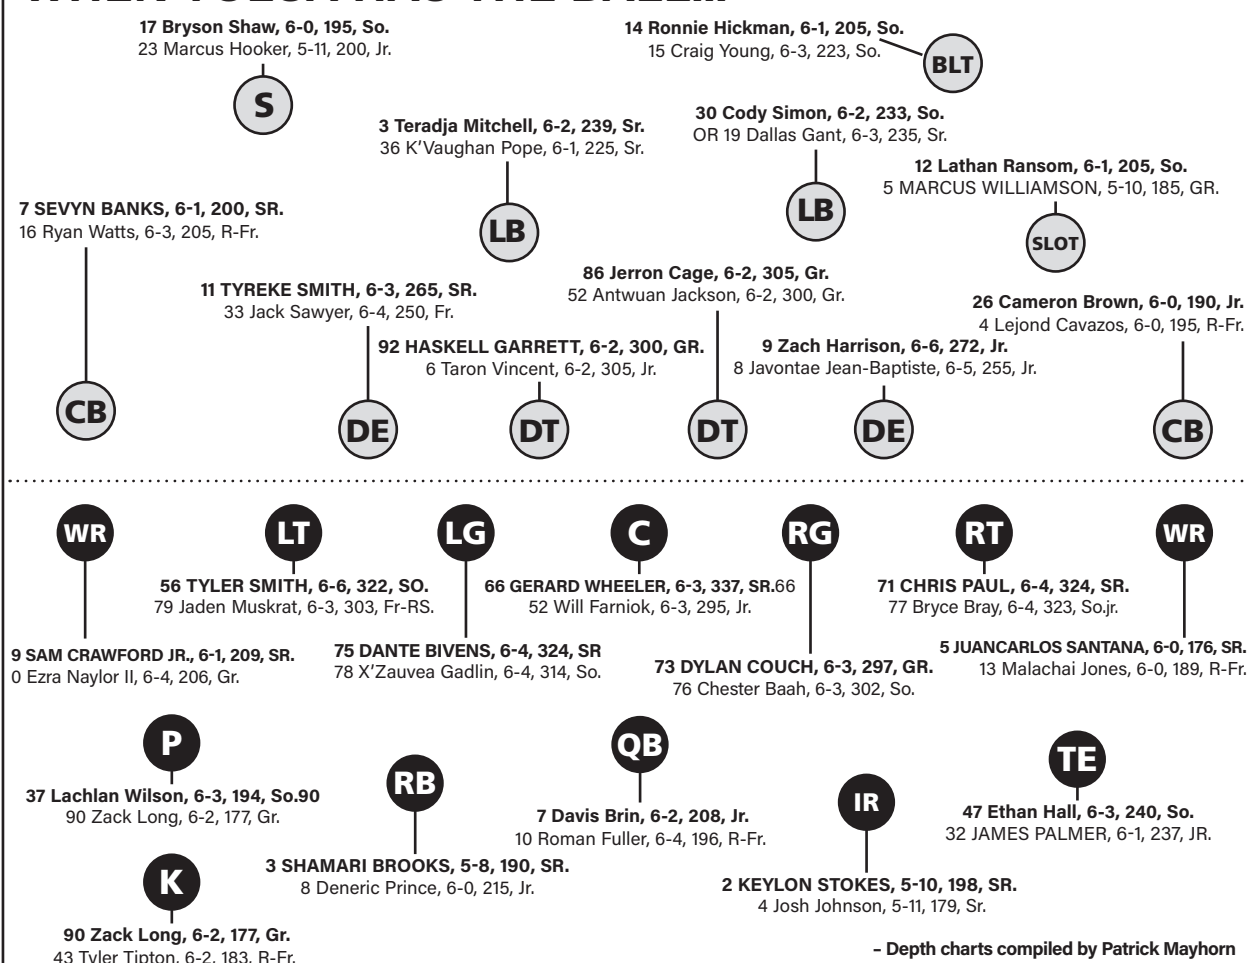 17 Bryson Shaw, 6-0, 195, So.
23 Marcus Hooker, 5-11, 200, Jr.
S
14 Ronnie Hickman, 6-1, 205, So.
15 Craig Young, 6-3, 223, So.
BLT
3 Teradja Mitchell, 6-2, 239, Sr.
36 K'Vaughan Pope, 6-1, 225, Sr.
LB
30 Cody Simon, 6-2, 233, So.
OR 19 Dallas Gant, 6-3, 235, Sr.
LB
12 Lathan Ransom, 6-1, 205, So.
5 MARCUS WILLIAMSON, 5-10, 185, GR.
SLOT
7 SEVYN BANKS, 6-1, 200, SR.
16 Ryan Watts, 6-3, 205, R-Fr.
CB
11 TYREKE SMITH, 6-3, 265, SR.
33 Jack Sawyer, 6-4, 250, Fr.
DE
92 HASKELL GARRETT, 6-2, 300, GR.
6 Taron Vincent, 6-2, 305, Jr.
DT
86 Jerron Cage, 6-2, 305, Gr.
52 Antwuan Jackson, 6-2, 300, Gr.
DT
9 Zach Harrison, 6-6, 272, Jr.
8 Javontae Jean-Baptiste, 6-5, 255, Jr.
DE
26 Cameron Brown, 6-0, 190, Jr.
4 Lejond Cavazos, 6-0, 195, R-Fr.
CB
WR
9 SAM CRAWFORD JR., 6-1, 209, SR.
0 Ezra Naylor II, 6-4, 206, Gr.
LT
56 TYLER SMITH, 6-6, 322, SO.
79 Jaden Muskrat, 6-3, 303, Fr-RS.
LG
75 DANTE BIVENS, 6-4, 324, SR
78 X'Zauvea Gadlin, 6-4, 314, So.
C
66 GERARD WHEELER, 6-3, 337, SR.66
52 Will Farniok, 6-3, 295, Jr.
RG
73 DYLAN COUCH, 6-3, 297, GR.
76 Chester Baah, 6-3, 302, So.
RT
71 CHRIS PAUL, 6-4, 324, SR.
77 Bryce Bray, 6-4, 323, So.jr.
WR
5 JUANCARLOS SANTANA, 6-0, 176, SR.
13 Malachai Jones, 6-0, 189, R-Fr.
P
37 Lachlan Wilson, 6-3, 194, So.90
90 Zack Long, 6-2, 177, Gr.
RB
3 SHAMARI BROOKS, 5-8, 190, SR.
8 Deneric Prince, 6-0, 215, Jr.
QB
7 Davis Brin, 6-2, 208, Jr.
10 Roman Fuller, 6-4, 196, R-Fr.
IR
2 KEYLON STOKES, 5-10, 198, SR.
4 Josh Johnson, 5-11, 179, Sr.
TE
47 Ethan Hall, 6-3, 240, So.
32 JAMES PALMER, 6-1, 237, JR.
K
90 Zack Long, 6-2, 177, Gr.
43 Tyler Tipton, 6-2, 183, R-Fr.
– Depth charts compiled by Patrick Mayhorn